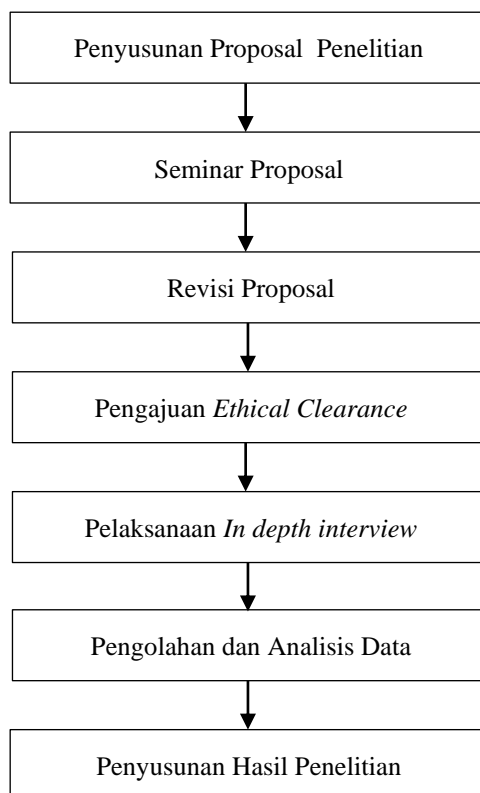 Penyusunan Proposal Penelitian
Seminar Proposal
Revisi Proposal
Pengajuan Ethical Clearance
Pelaksanaan In depth interview
Pengolahan dan Analisis Data
Penyusunan Hasil Penelitian